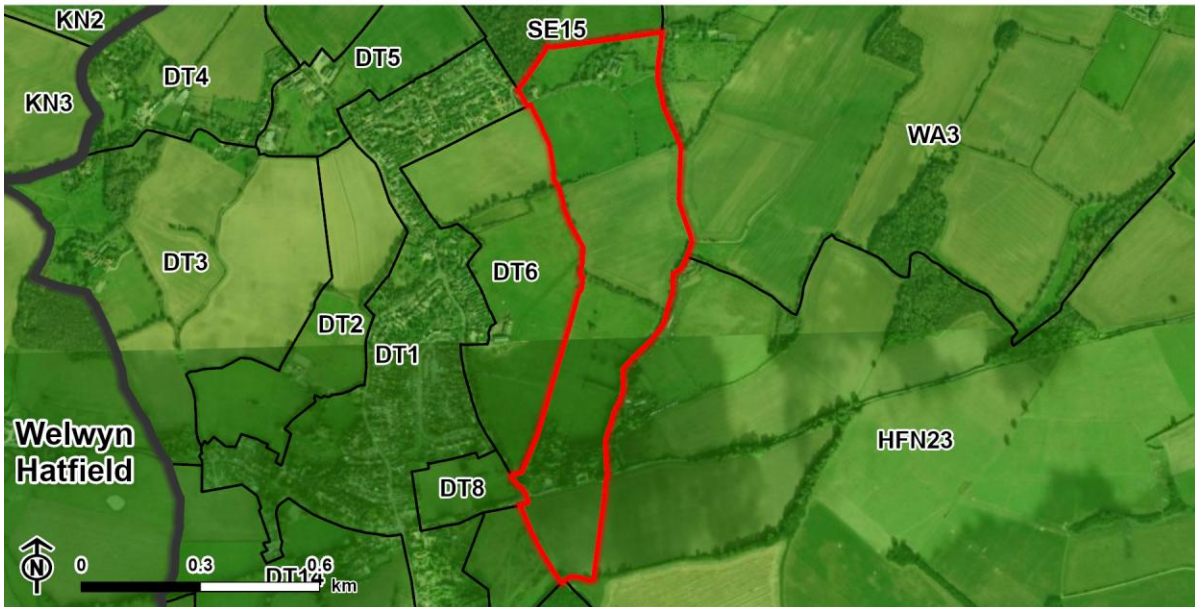 KN2
SE15
DT5
DT4
KN3
WA3
DT3
DT6
DT2
DT1
Welwyn
Hatfield
HFN23
DT8
N
0 0.3 0.6
km
DT14